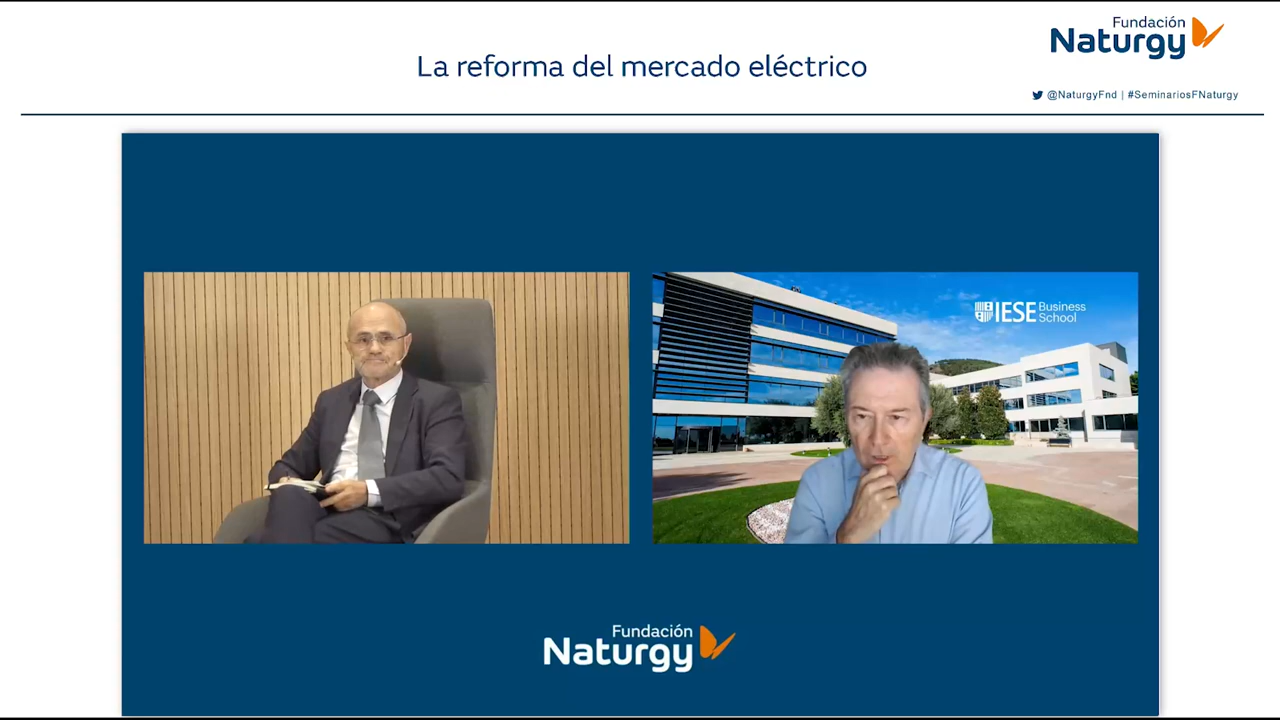 La reforma del mercado eléctrico
Fundación
Naturgy
@NaturgyFnd | #SeminariosFNaturgy
IESE Business
School
Fundación
Naturgy